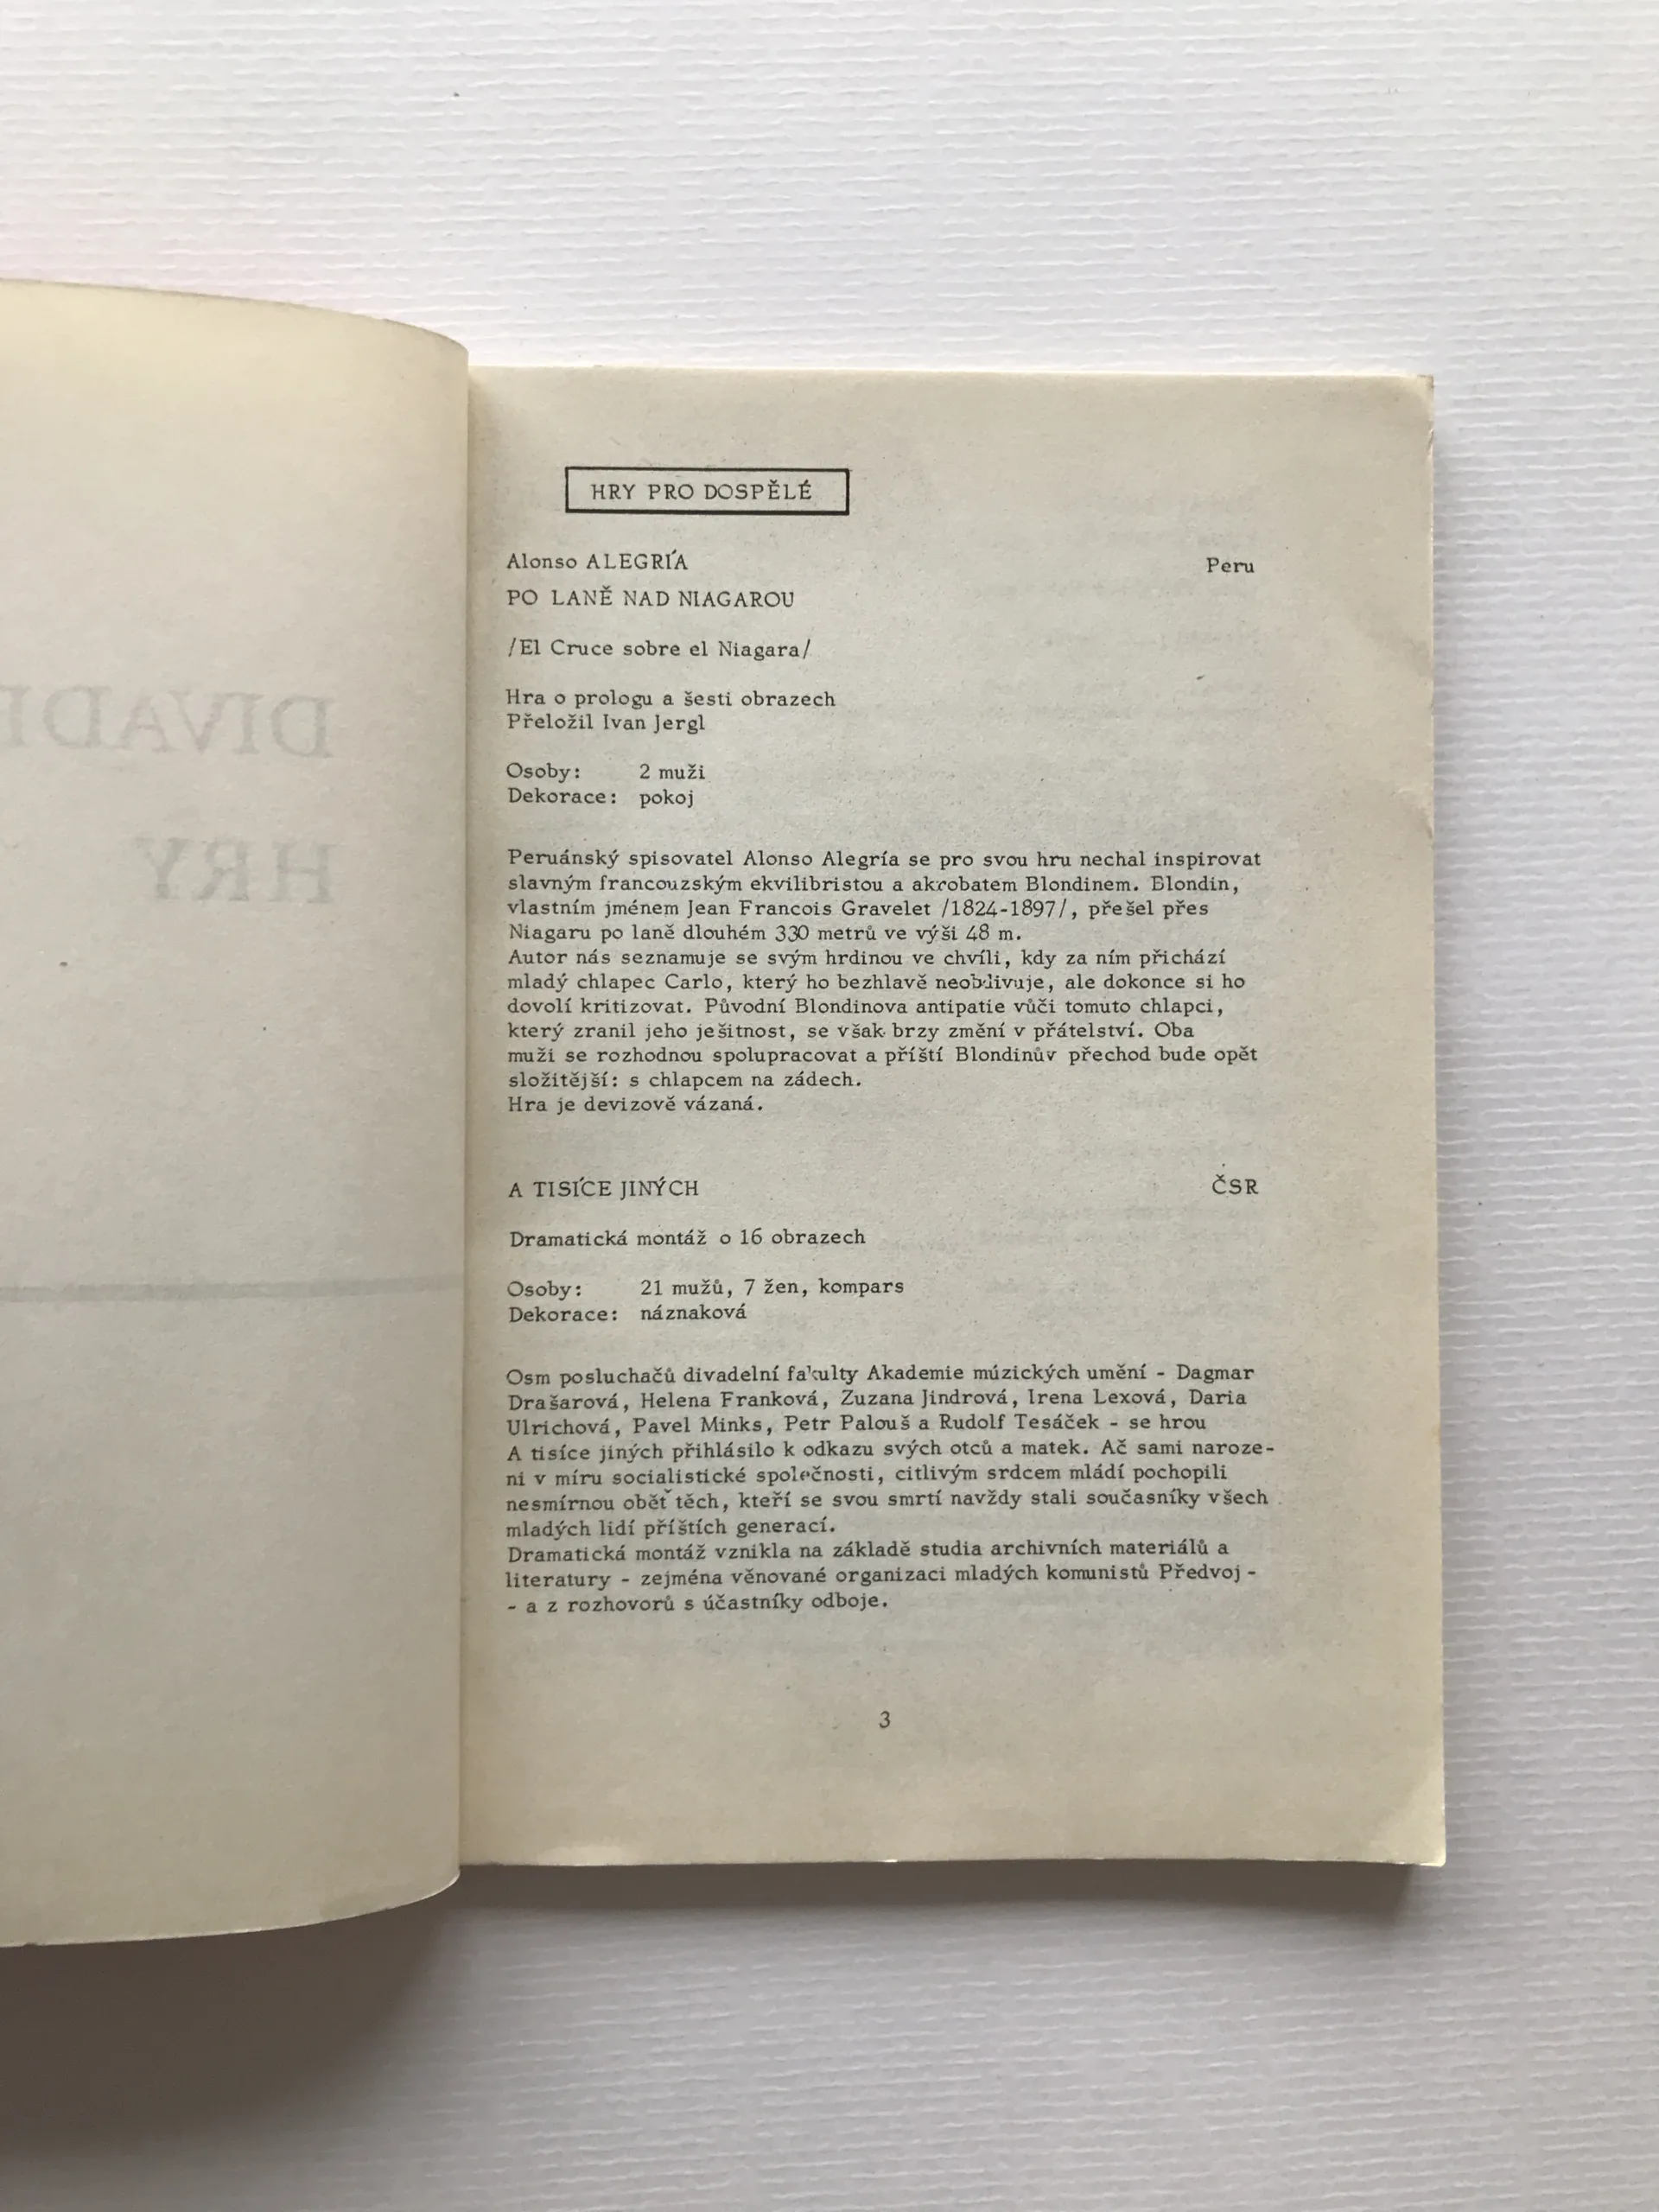 DIVADE
HRY
HRY PRO DOSPĚLÉ
Alonso ALEGRÍA Peru
PO LANĚ NAD NIAGAROU
/El Cruce sobre el Niagara/
Hra o prologu a šesti obrazech
Přeložil Ivan Jergl
Osoby: 2 muži
Dekorace: pokoj
Peruánský spisovatel Alonso Alegría se pro svou hru nechal inspirovat
slavným francouzským ekvilibristou a akrobatem Blondinem. Blondin,
vlastním jménem Jean Francois Gravelet /1824-1897/, přešel přes
Niagaru po laně dlouhém 330 metrů ve výši 48 m.
Autor nás seznamuje se svým hrdinou ve chvíli, kdy za ním přichází
mladý chlapec Carlo, který ho bezhlavě neobdivuje, ale dokonce si ho
dovolí kritizovat. Původní Blondinova antipatie vůči tomuto chlapci,
který zranil jeho ješitnost, se však brzy změní v přátelství. Oba
muži se rozhodnou spolupracovat a příští Blondinův přechod bude opět
složitější: s chlapcem na zádech.
Hra je devizově vázaná.
A TISÍCE JINÝCH ČSR
Dramatická montáž o 16 obrazech
Osoby: 21 mužů, 7 žen, kompars
Dekorace: náznaková
Osm posluchačů divadelní fakulty Akademie múzických umění - Dagmar
Drašarová, Helena Franková, Zuzana Jindrová, Irena Lexová, Daria
Ulrichová, Pavel Minks, Petr Palouš a Rudolf Tesáček - se hrou
A tisíce jiných přihlásilo k odkazu svých otců a matek. Ač sami naroze-
ni v míru socialistické společnosti, citlivým srdcem mládí pochopili
nesmírnou oběť těch, kteří se svou smrtí navždy stali současníky všech
mladých lidí příštích generací.
Dramatická montáž vznikla na základě studia archivních materiálů a
literatury - zejména věnované organizaci mladých komunistů Předvoj -
- a z rozhovorů s účastníky odboje.
3